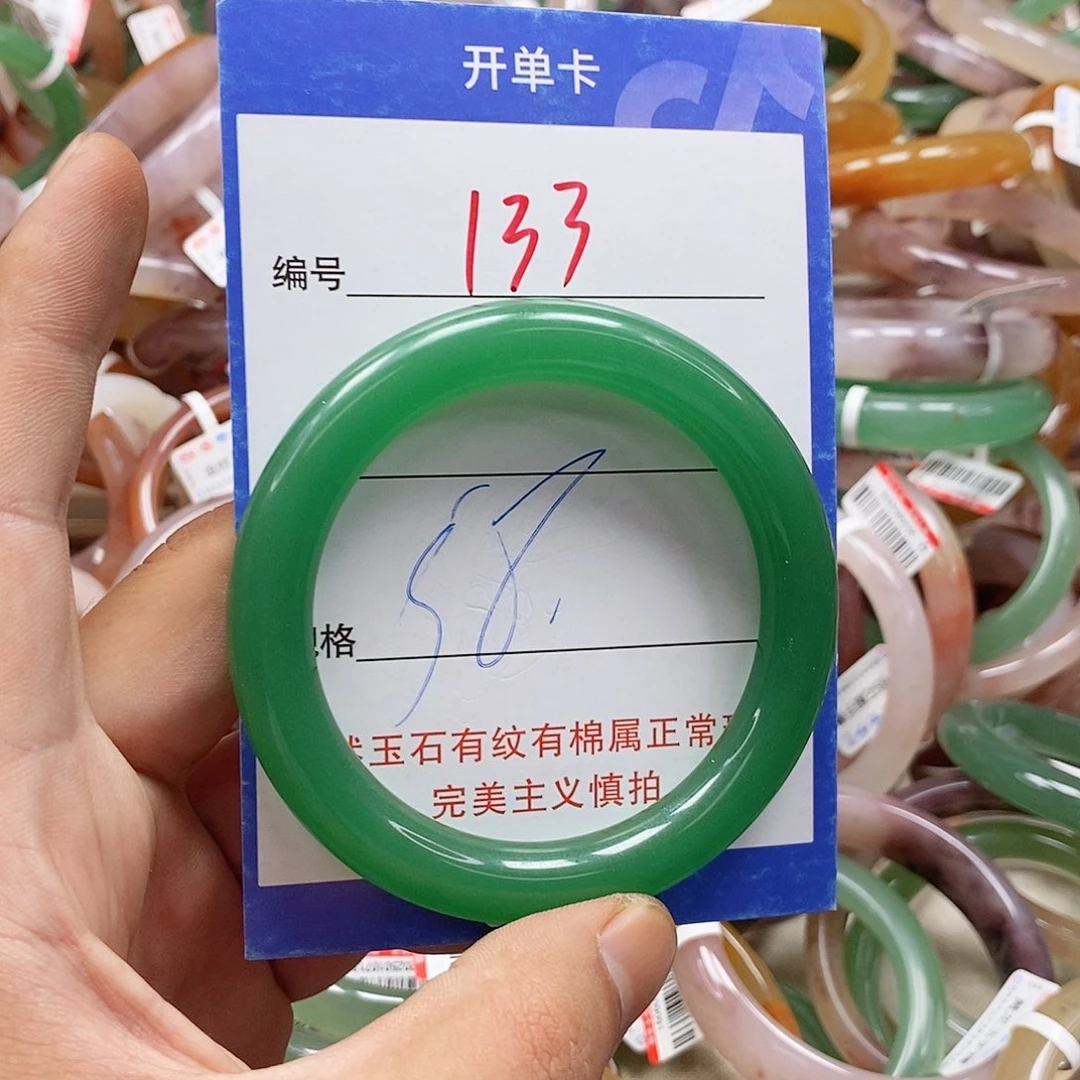 开单卡
编号 133
58.
格
玉石有纹有棉属正常
完美主义慎拍